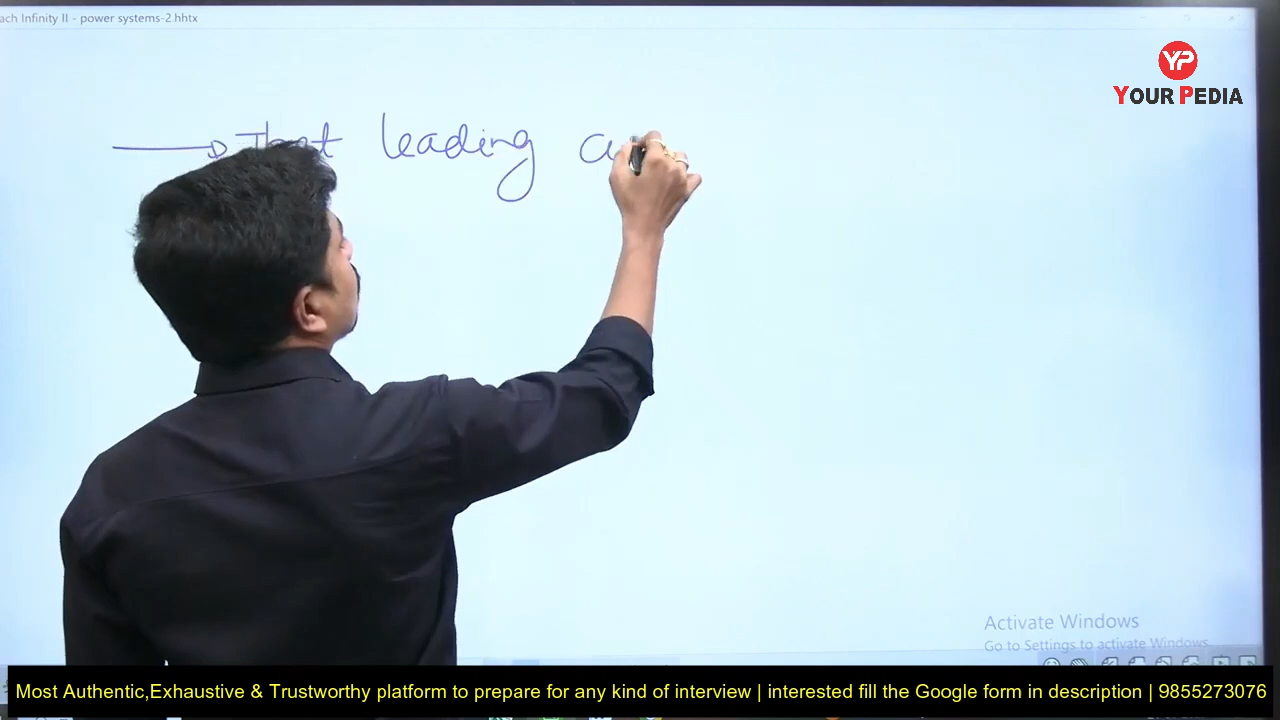 ach Infinity II - power systems-2.hhtx
YP
YOUR PEDIA
That leading
Activate Windows
Go to Settings to activate Windows.
Most Authentic,Exhaustive & Trustworthy platform to prepare for any kind of interview | interested fill the Google form in description | 9855273076